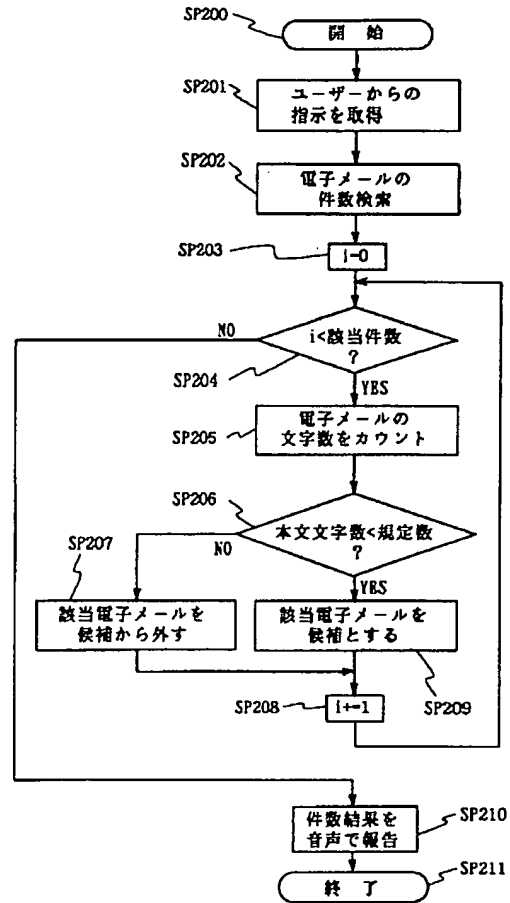 SP200
開 始
SP201
ユーザーからの
指示を取得
SP202
電子メールの
件数検索
SP203
i=0
NO
i<該当件数
?
SP204
YES
電子メールの
文字数をカウント
SP205
SP206
本文文字数<規定数
?
SP207
NO
YES
該当電子メールを
候補から外す
該当電子メールを
候補とする
SP208
i+=1
SP209
件数結果を
音声で報告
SP210
終 了
SP211